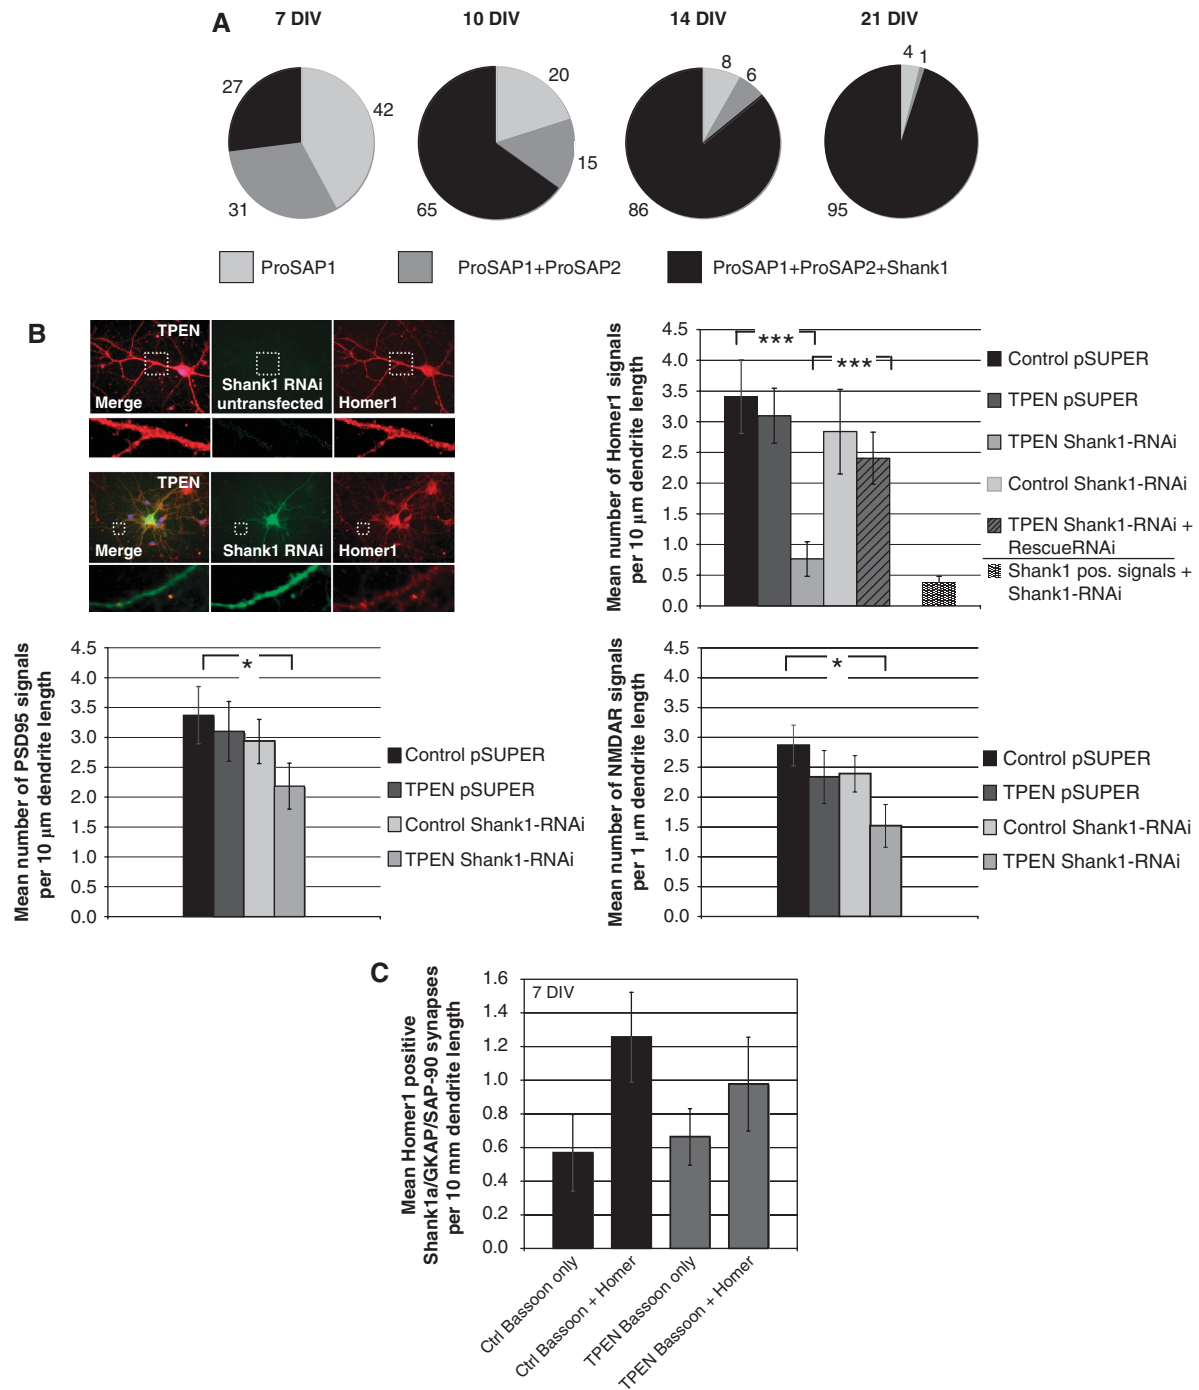 A
7 DIV
10 DIV
14 DIV
21 DIV
27
42
31
20
15
65
8
6
86
4
1
95
ProSAP1
ProSAP1+ProSAP2
ProSAP1+ProSAP2+Shank1
B
TPEN
Merge
Shank1 RNAi
untransfected
Homer1
TPEN
Merge
Shank1 RNAi
Homer1
Mean number of Homer1 signals
per 10 μm dendrite length
4.5
4.0
3.5
3.0
2.5
2.0
1.5
1.0
0.5
0.0
***
***
Control pSUPER
TPEN pSUPER
TPEN Shank1-RNAi
Control Shank1-RNAi
TPEN Shank1-RNAi +
RescueRNAi
Shank1 pos. signals +
Shank1-RNAi
Mean number of PSD95 signals
per 10 μm dendrite length
4.5
4.0
3.5
3.0
2.5
2.0
1.5
1.0
0.5
0.0
*
Control pSUPER
TPEN pSUPER
Control Shank1-RNAi
TPEN Shank1-RNAi
Mean number of NMDAR signals
per 1 μm dendrite length
4.5
4.0
3.5
3.0
2.5
2.0
1.5
1.0
0.5
0.0
*
Control pSUPER
TPEN pSUPER
Control Shank1-RNAi
TPEN Shank1-RNAi
C
Mean Homer1 positive
Shank1a/GKAP/SAP-90 synapses
per 10 mm dendrite length
1.6
1.4
1.2
1.0
0.8
0.6
0.4
0.2
0.0
7 DIV
Ctrl Bassoon only
Ctrl Bassoon + Homer
TPEN Bassoon only
TPEN Bassoon + Homer